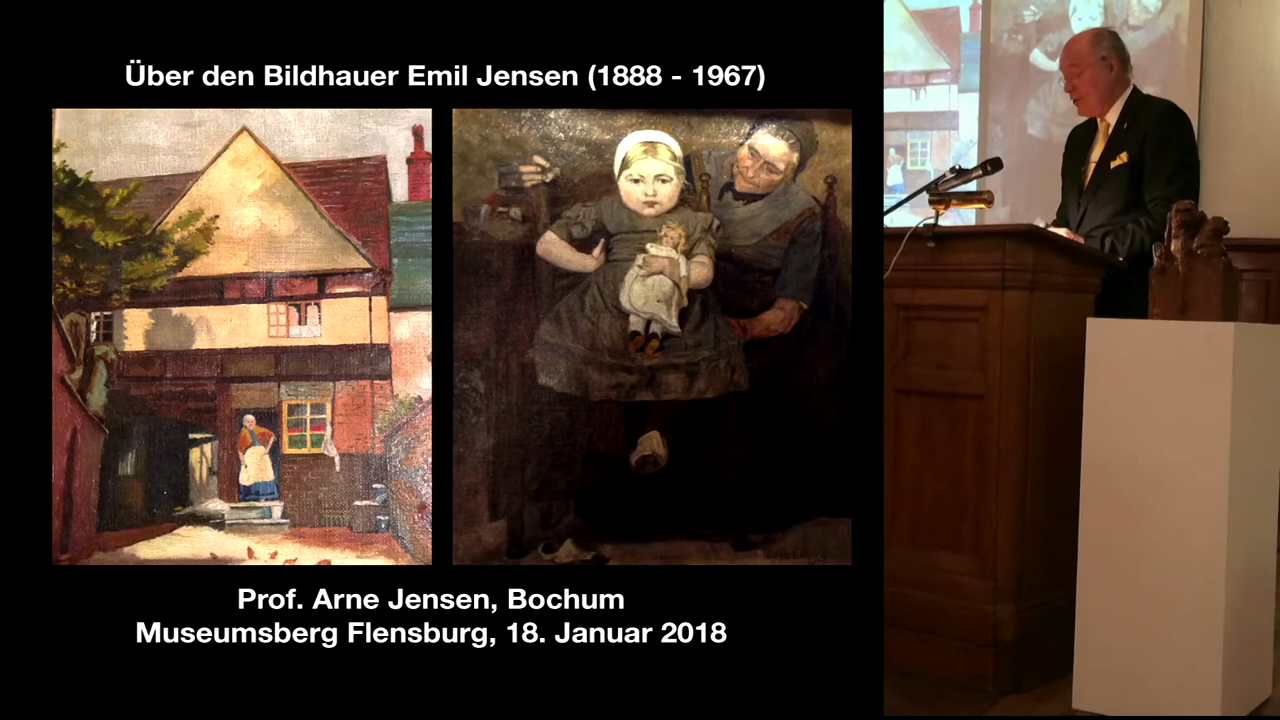 Über den Bildhauer Emil Jensen (1888 - 1967)
Prof. Arne Jensen, Bochum
Museumsberg Flensburg, 18. Januar 2018